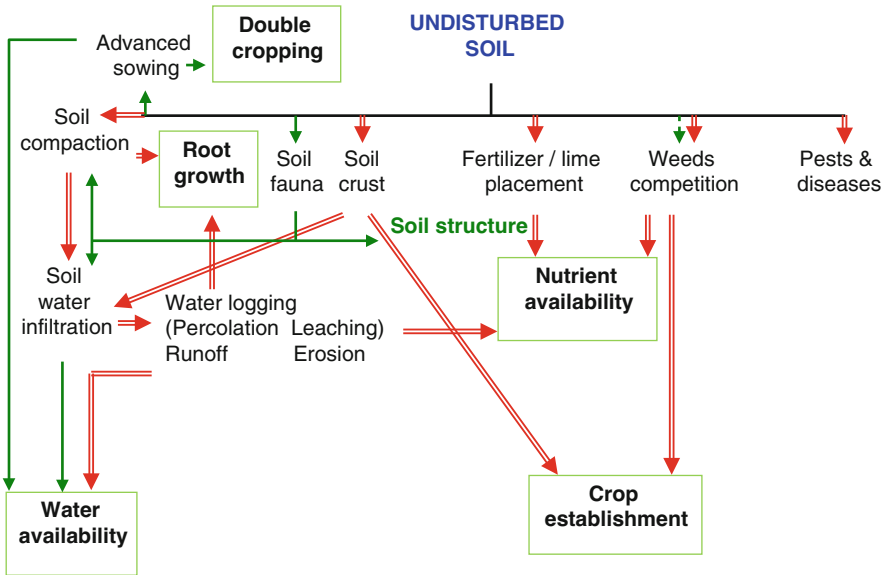 UNDISTURBED
SOIL
Double
cropping
Advanced
sowing
Soil
compaction
Root
growth
Soil
fauna
Soil
crust
Fertilizer / lime
placement
Weeds
competition
Pests &
diseases
Soil structure
Nutrient
availability
Soil
water
infiltration
Water logging
(Percolation Leaching)
Runoff Erosion
Water
availability
Crop
establishment